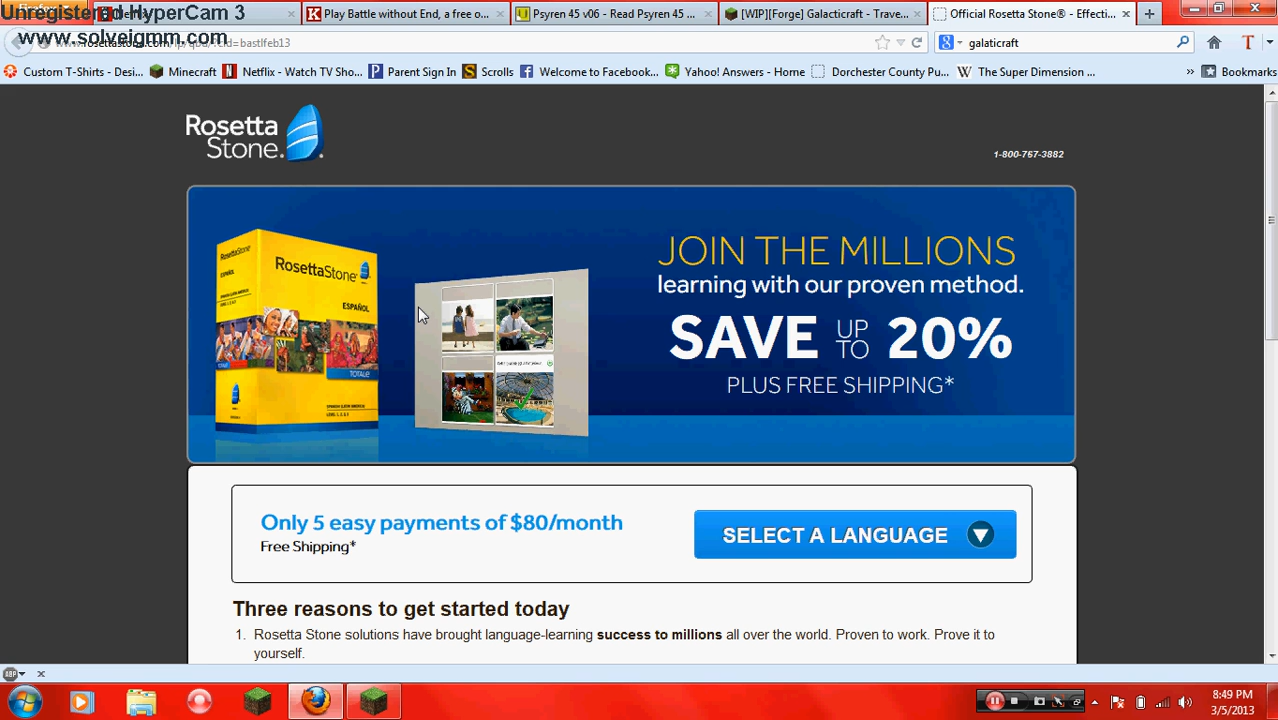 Unregistered HyperCam 3
www.solveigmm.com
Play Battle without End, a free o...
Psyren 45 v06 - Read Psyren 45 ...
[WIP][Forge] Galacticraft - Trave...
Official Rosetta Stone® - Effecti...
galaticraft
Custom T-Shirts - Desi...
Minecraft
Netflix - Watch TV Sho...
Parent Sign In
Scrolls
Welcome to Facebook...
Yahoo! Answers - Home
Dorchester County Pu...
The Super Dimension ...
Bookmarks
Rosetta
Stone.
1-800-767-3882
RosettaStone
RosettaStone
ESPAÑOL
TOTALE
JOIN THE MILLIONS
learning with our proven method.
SAVE UP TO 20%
PLUS FREE SHIPPING*
Only 5 easy payments of $80/month
Free Shipping*
SELECT A LANGUAGE
Three reasons to get started today
1. Rosetta Stone solutions have brought language-learning success to millions all over the world. Proven to work. Prove it to
yourself.
ABP
8:49 PM
3/5/2013